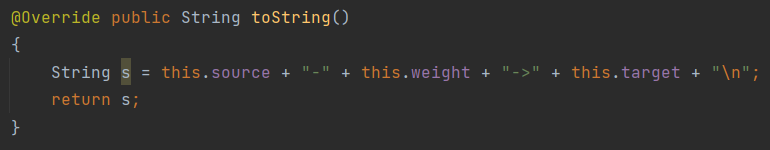 @Override public String toString()
{
    String s = this.source + "-" + this.weight + "->" + this.target + "\n";
    return s;
}